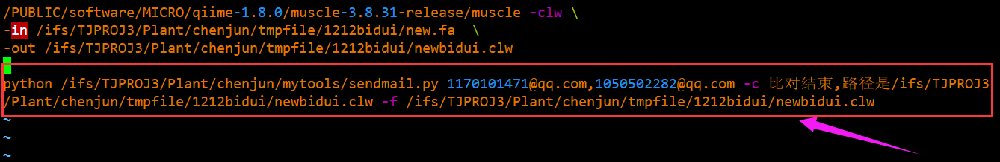 /PUBLIC/software/MICRO/qiime-1.8.0/muscle-3.8.31-release/muscle -clw \
-in /ifs/TJPROJ3/Plant/chenjun/tmpfile/1212bidui/new.fa  \
-out /ifs/TJPROJ3/Plant/chenjun/tmpfile/1212bidui/newbidui.clw
python /ifs/TJPROJ3/Plant/chenjun/mytools/sendmail.py 1170101471@qq.com,1050502282@qq.com -c 比对结束,路径是/ifs/TJPROJ3
/Plant/chenjun/tmpfile/1212bidui/newbidui.clw -f /ifs/TJPROJ3/Plant/chenjun/tmpfile/1212bidui/newbidui.clw
~
~
~